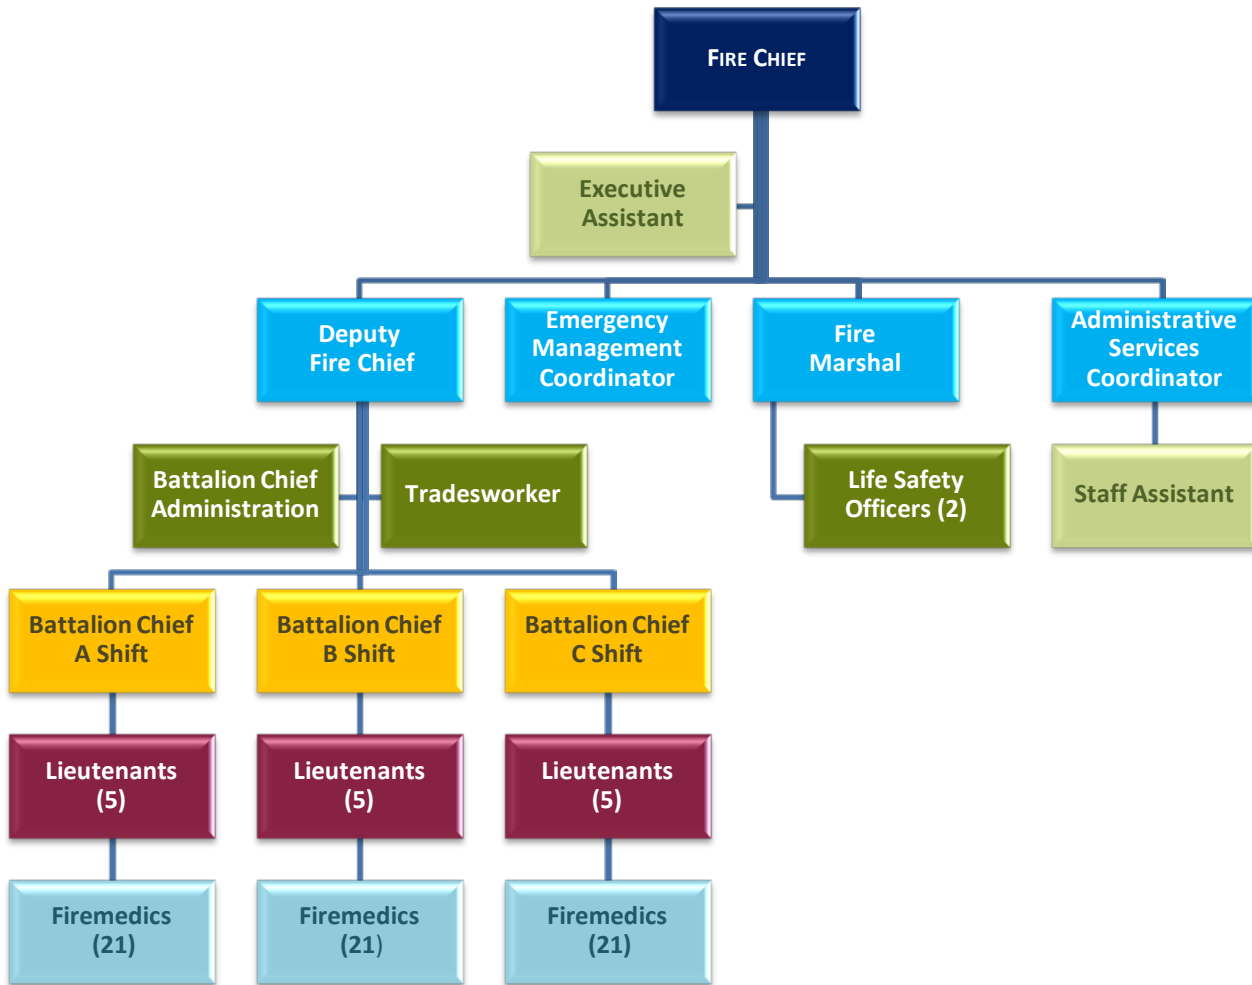 FIRE CHIEF
Executive
Assistant
Deputy
Fire Chief
Emergency
Management
Coordinator
Fire
Marshal
Administrative
Services
Coordinator
Battalion Chief
Administration
Tradesworker
Life Safety
Officers (2)
Staff Assistant
Battalion Chief
A Shift
Battalion Chief
B Shift
Battalion Chief
C Shift
Lieutenants
(5)
Lieutenants
(5)
Lieutenants
(5)
Firemedics
(21)
Firemedics
(21)
Firemedics
(21)